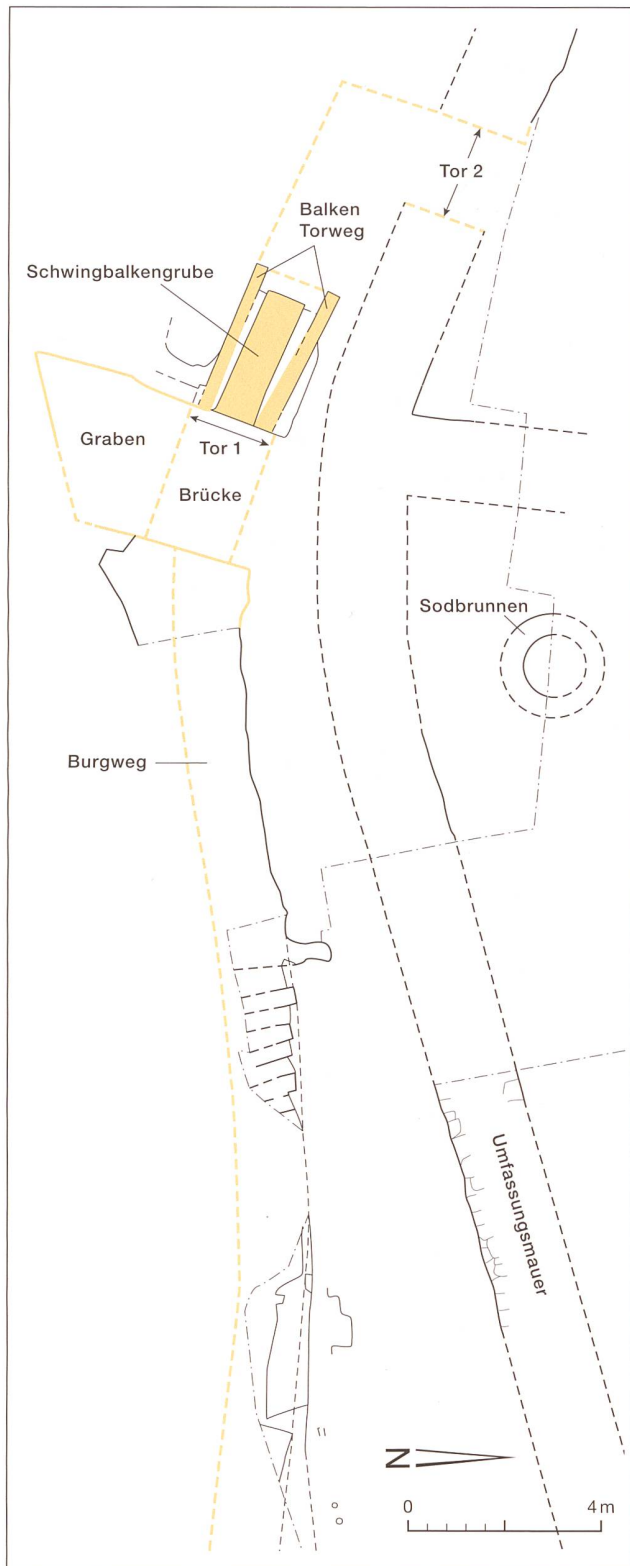 Tor 2
Balken
Torweg
Schwingbalkengrube
Graben
Tor 1
Brücke
Sodbrunnen
Burgweg
Umfassungsmauer
N
0 4 m